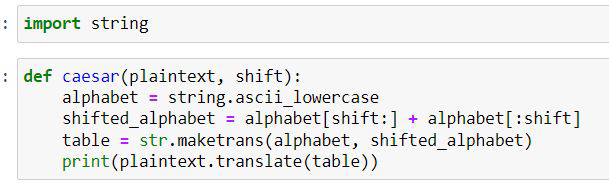 : import string
: def caesar(plaintext, shift):
    alphabet = string.ascii_lowercase
    shifted_alphabet = alphabet[shift:] + alphabet[:shift]
    table = str.maketrans(alphabet, shifted_alphabet)
    print(plaintext.translate(table))